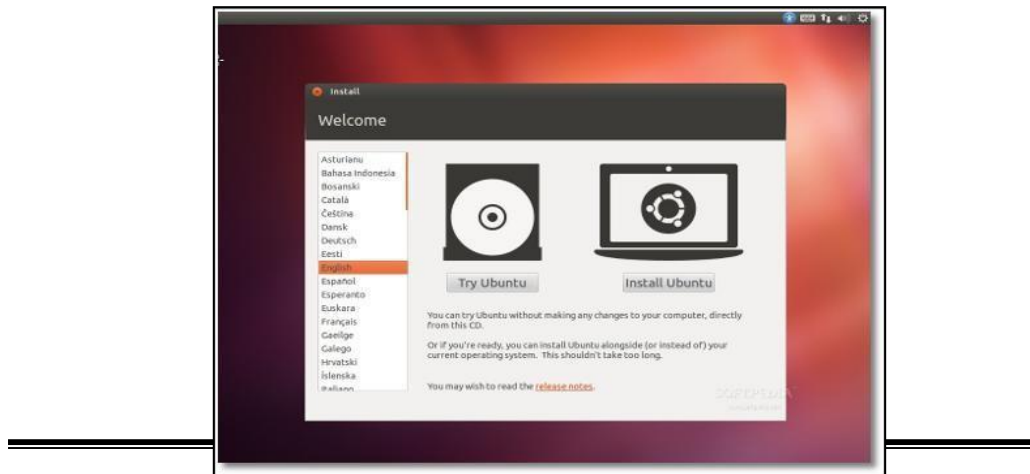 Install
Welcome
Asturianu
Bahasa Indonesia
Bosanski
Català
Čeština
Dansk
Deutsch
Eesti
English
Español
Esperanto
Euskara
Français
Gaeilge
Galego
Hrvatski
Íslenska
Italiano
Try Ubuntu
Install Ubuntu
You can try Ubuntu without making any changes to your computer, directly
from this CD.
Or if you're ready, you can install Ubuntu alongside (or instead of) your
current operating system. This shouldn't take too long.
You may wish to read the release notes.
SOFTPEDIA